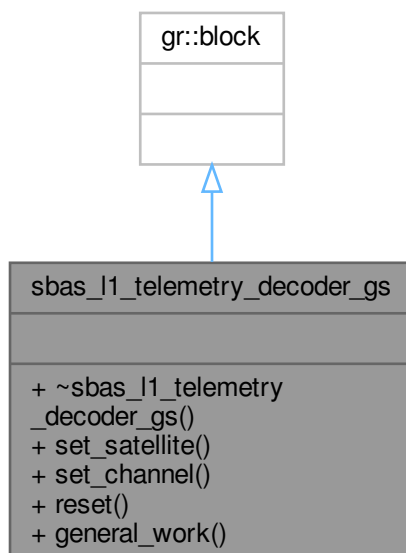 gr::block
sbas_l1_telemetry_decoder_gs
+ ~sbas_l1_telemetry
_decoder_gs()
+ set_satellite()
+ set_channel()
+ reset()
+ general_work()